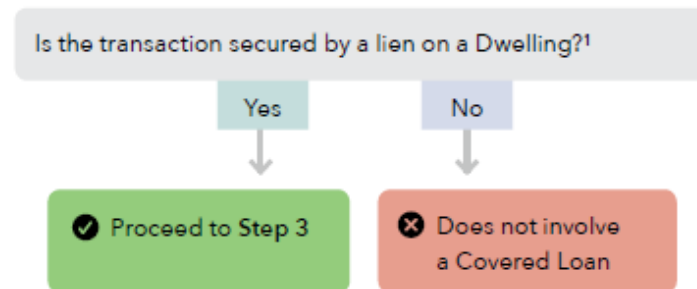 Is the transaction secured by a lien on a Dwelling?¹
Yes
No
Proceed to Step 3
Does not involve
a Covered Loan